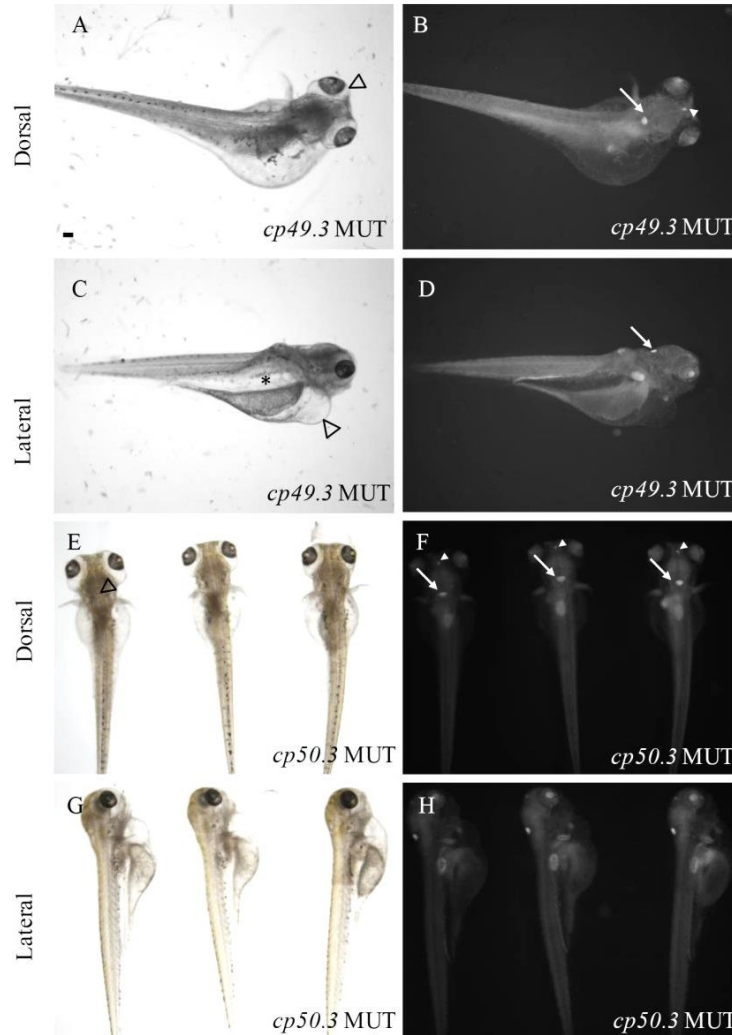 A
B
Dorsal
cp49.3 MUT
cp49.3 MUT
C
D
Lateral
*
cp49.3 MUT
cp49.3 MUT
E
F
Dorsal
cp50.3 MUT
cp50.3 MUT
G
H
Lateral
cp50.3 MUT
cp50.3 MUT